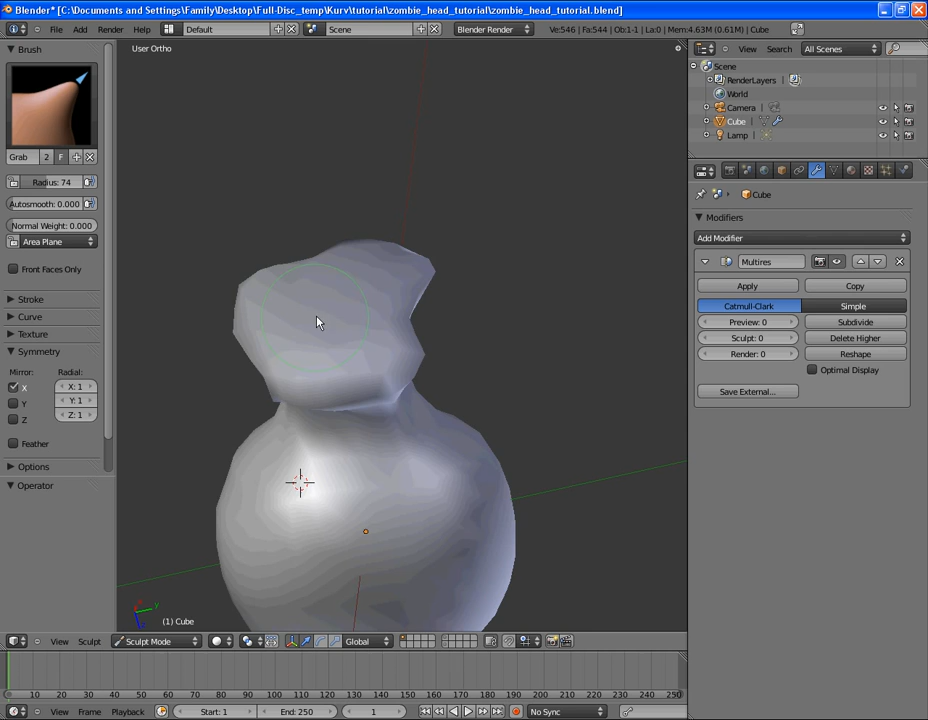 Blender* [C:\Documents and Settings\Family\Desktop\Full-Disc_temp\Kurv\tutorial\zombie_head_tutorial\zombie_head_tutorial.blend]
File Add Render Help Default Scene Blender Render Ve:546 | Fa:544 | Ob:1-1 | La:0 | Mem:4.63M (0.61M) | Cube
Brush
User Ortho
View Search All Scenes
Scene
RenderLayers
World
Camera
Cube
Lamp
Grab 2 F
Radius: 74
Autosmooth: 0.000
Normal Weight: 0.000
Area Plane
Front Faces Only
Stroke
Curve
Texture
Symmetry
Mirror: Radial:
X X: 1
Y Y: 1
Z Z: 1
Feather
Options
Operator
Cube
Modifiers
Add Modifier
Multires
Apply Copy
Catmull-Clark Simple
Preview: 0 Subdivide
Sculpt: 0 Delete Higher
Render: 0 Reshape
Optimal Display
Save External...
Y
(1) Cube
View Sculpt Sculpt Mode Global
0 10 20 30 40 50 60 70 80 90 100 110 120 130 140 150 160 170 180 190 200 210 220 230 240 250
View Frame Playback Start: 1 End: 250 1 No Sync